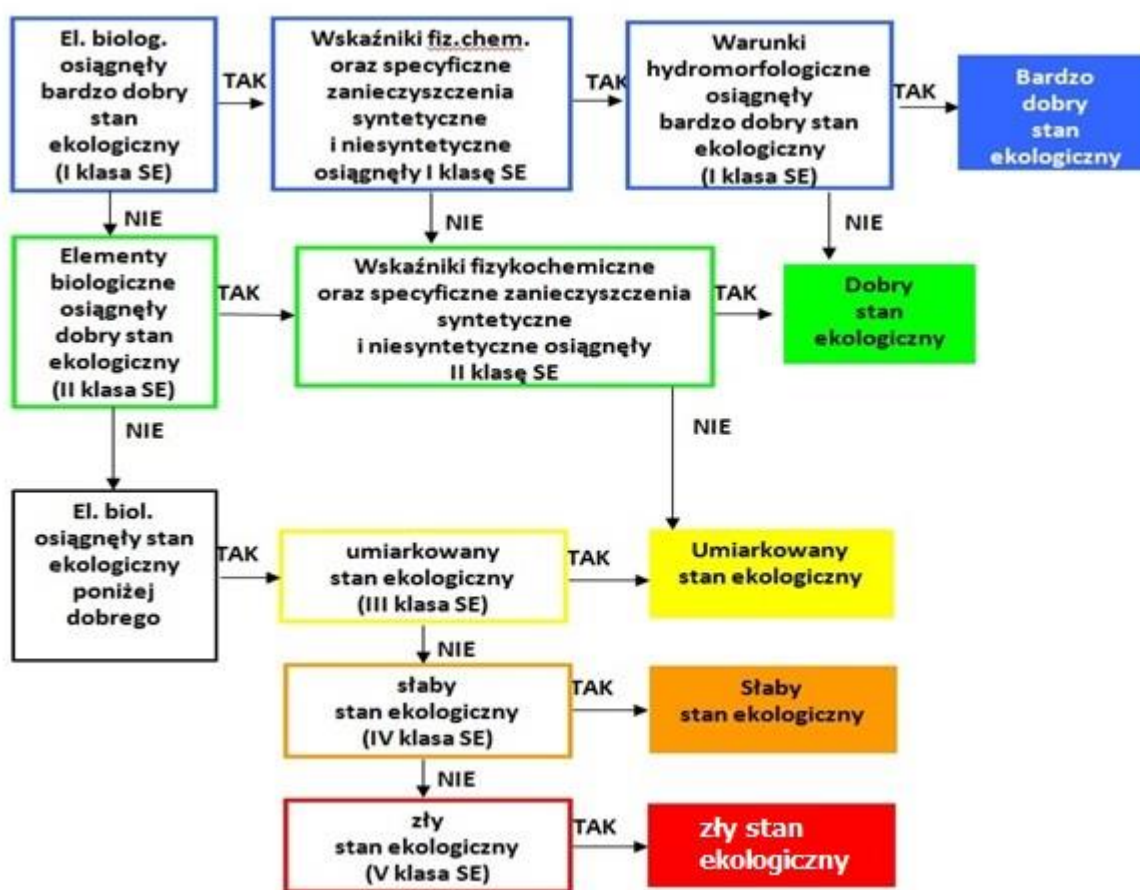 El. biolog.
osiągnęły
bardzo dobry
stan
ekologiczny
(I klasa SE)
TAK
Wskaźniki fiz.chem.
oraz specyficzne
zanieczyszczenia
syntetyczne
i niesyntetyczne
osiągnęły I klasę SE
TAK
Warunki
hydromorfologiczne
osiągnęły
bardzo dobry stan
ekologiczny
(I klasa SE)
TAK
Bardzo
dobry
stan
ekologiczny
NIE
NIE
NIE
Elementy
biologiczne
osiągnęły
dobry stan
ekologiczny
(II klasa SE)
TAK
Wskaźniki fizykochemiczne
oraz specyficzne zanieczyszczenia
syntetyczne
i niesyntetyczne osiągnęły
II klasę SE
TAK
Dobry
stan
ekologiczny
NIE
NIE
El. biol.
osiągnęły stan
ekologiczny
poniżej
dobrego
TAK
umiarkowany
stan ekologiczny
(III klasa SE)
TAK
Umiarkowany
stan ekologiczny
NIE
słaby
stan ekologiczny
(IV klasa SE)
TAK
Słaby
stan ekologiczny
NIE
zły
stan ekologiczny
(V klasa SE)
TAK
zły stan
ekologiczny